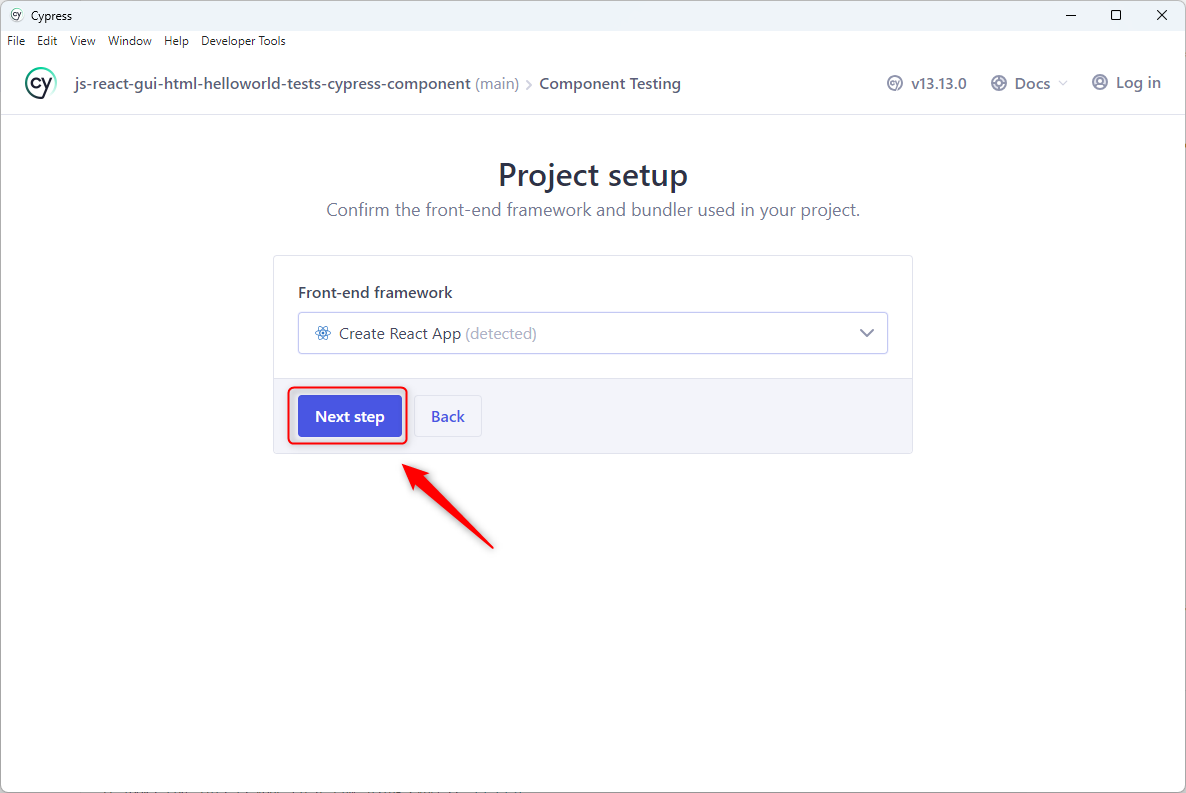 Cypress
File Edit View Window Help Developer Tools
cy js-react-gui-html-helloworld-tests-cypress-component (main) > Component Testing v13.13.0 Docs Log in
Project setup
Confirm the front-end framework and bundler used in your project.
Front-end framework
Create React App (detected)
Next step Back